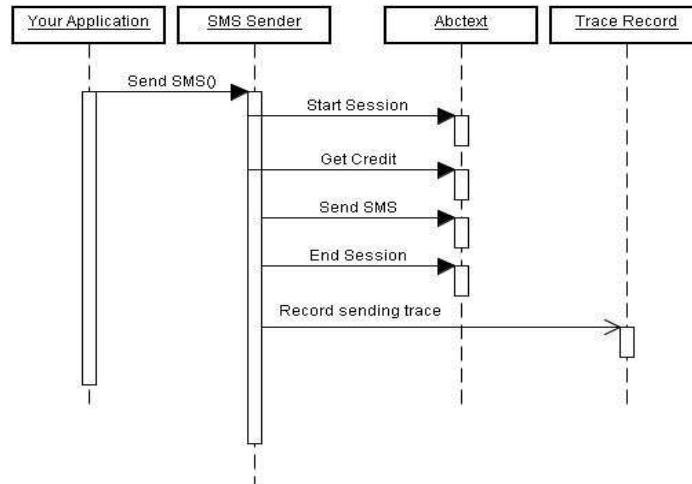 Your Application
SMS Sender
Abctext
Trace Record
Send SMS()
Start Session
Get Credit
Send SMS
End Session
Record sending trace